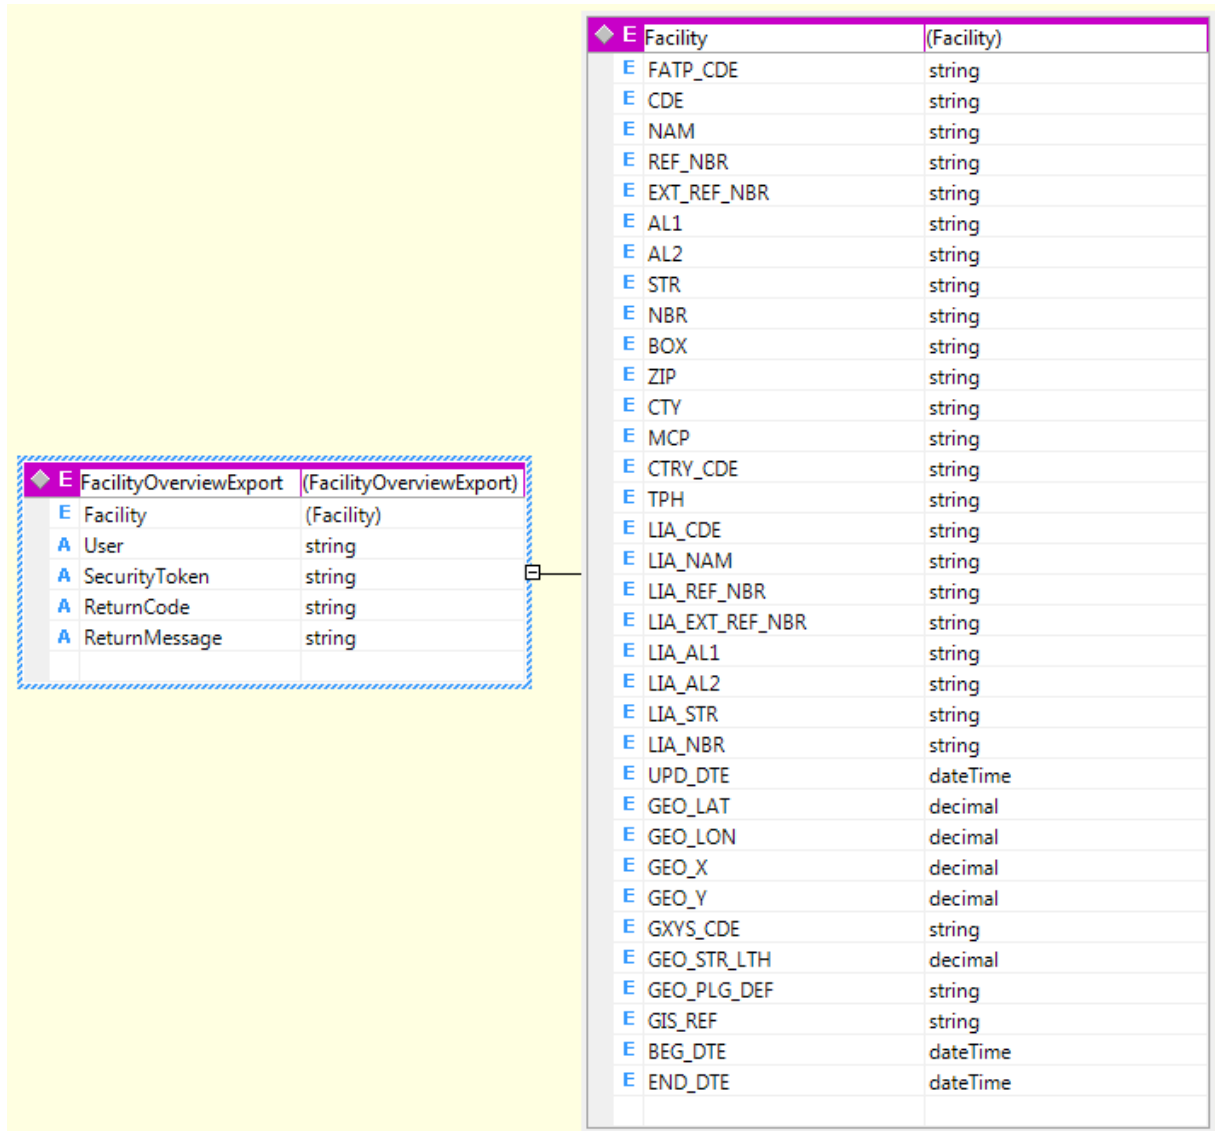 E FacilityOverviewExport (FacilityOverviewExport)
E Facility (Facility)
A User string
A SecurityToken string
A ReturnCode string
A ReturnMessage string
E Facility (Facility)
E FATP_CDE string
E CDE string
E NAM string
E REF_NBR string
E EXT_REF_NBR string
E AL1 string
E AL2 string
E STR string
E NBR string
E BOX string
E ZIP string
E CTY string
E MCP string
E CTRY_CDE string
E TPH string
E LIA_CDE string
E LIA_NAM string
E LIA_REF_NBR string
E LIA_EXT_REF_NBR string
E LIA_AL1 string
E LIA_AL2 string
E LIA_STR string
E LIA_NBR string
E UPD_DTE dateTime
E GEO_LAT decimal
E GEO_LON decimal
E GEO_X decimal
E GEO_Y decimal
E GXYS_CDE string
E GEO_STR_LTH decimal
E GEO_PLG_DEF string
E GIS_REF string
E BEG_DTE dateTime
E END_DTE dateTime